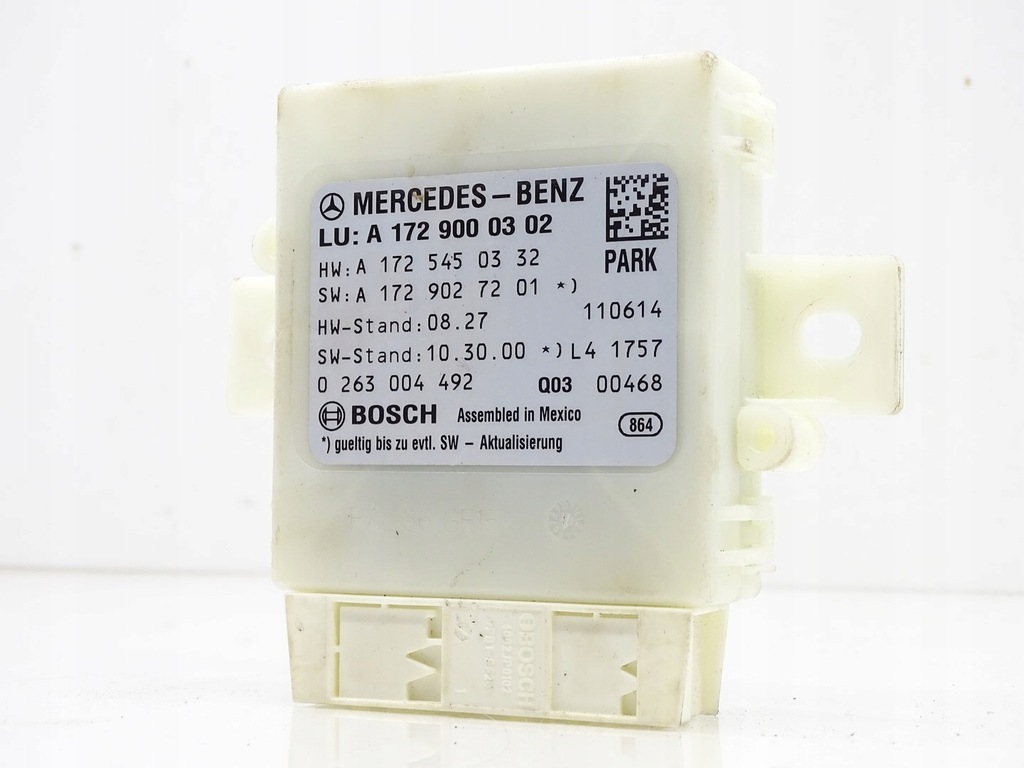 MERCEDES-BENZ
LU: A 172 900 03 02
PARK
HW: A 172 545 03 32
SW: A 172 902 72 01 *)
HW-Stand: 08.27 110614
SW-Stand: 10.30.00 *) L4 1757
0 263 004 492 Q03 00468
BOSCH Assembled in Mexico 864
*) gueltig bis zu evtl. SW - Aktualisierung
BOSCH